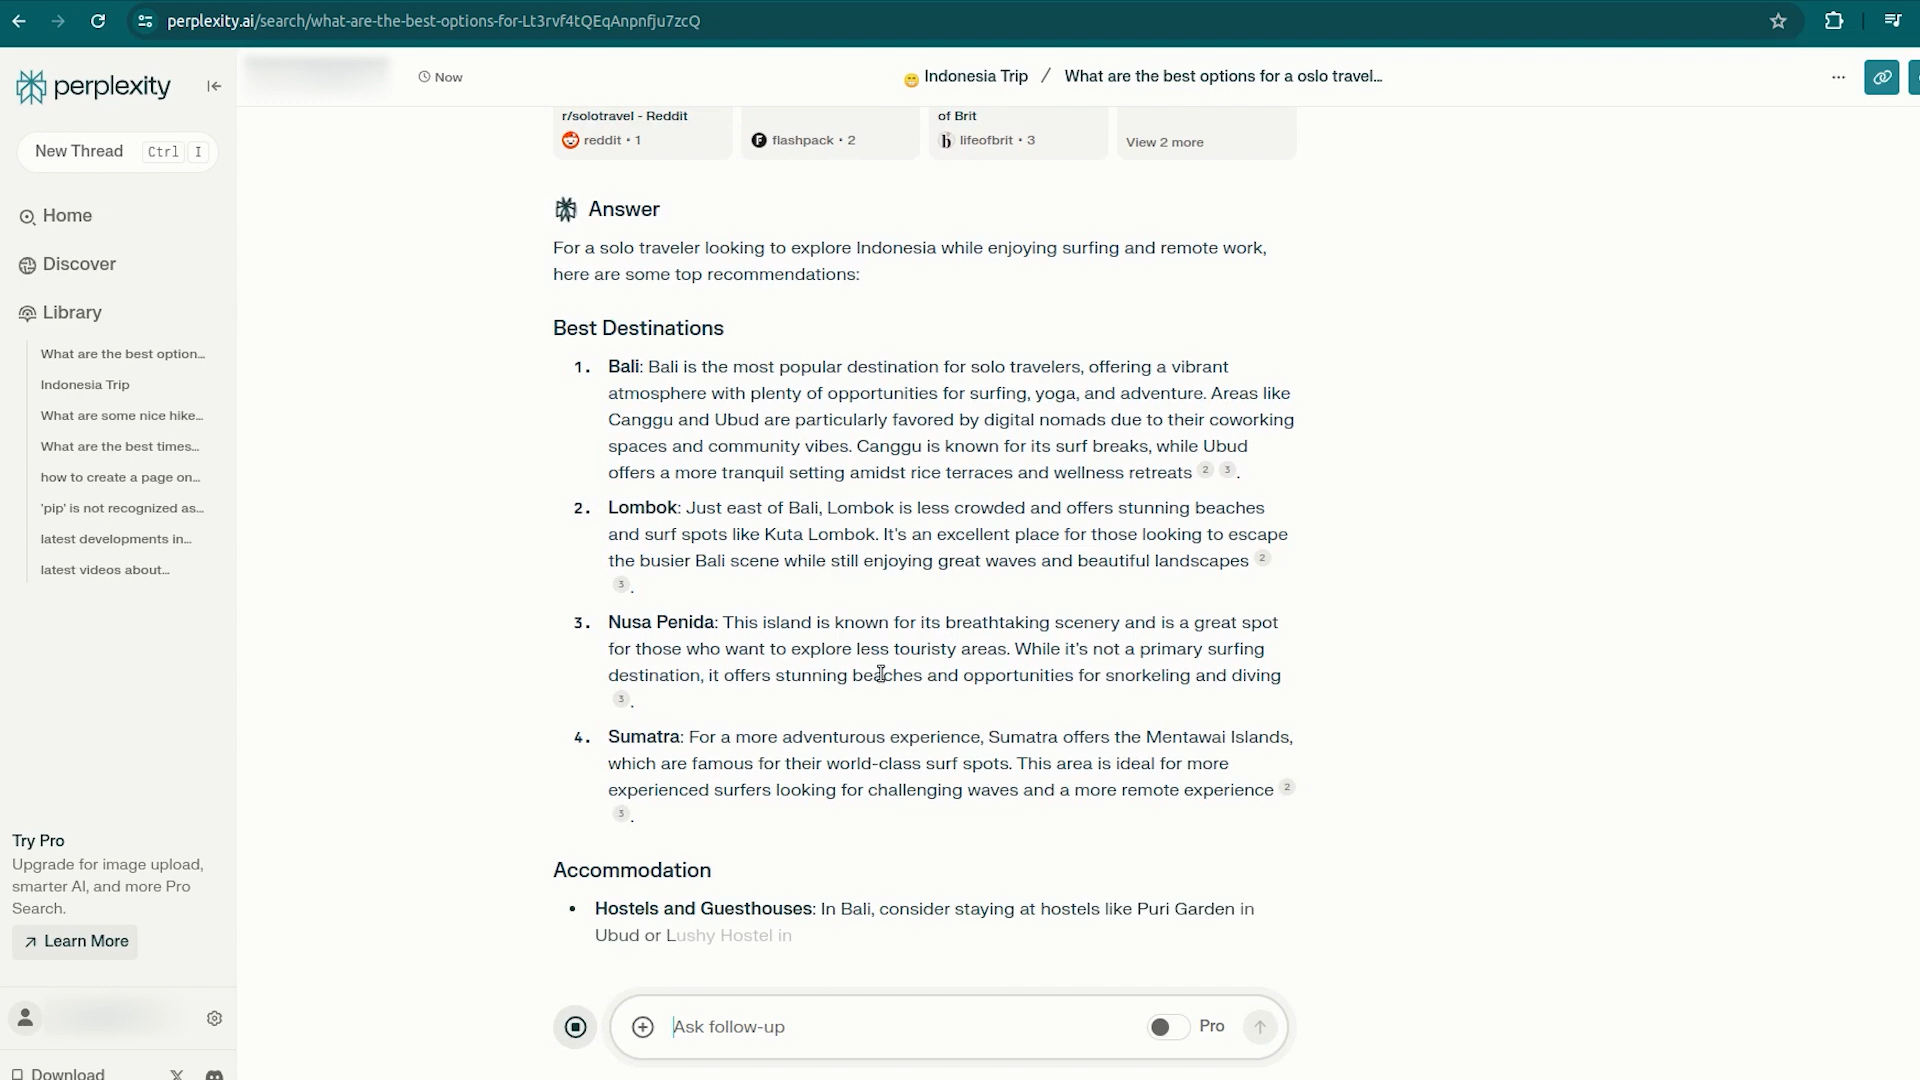 perplexity.ai/search/what-are-the-best-options-for-Lt3rvf4tQEqAnpnfju7zcQ
perplexity
New Thread Ctrl I
Home
Discover
Library
What are the best option...
Indonesia Trip
What are some nice hike...
What are the best times...
how to create a page on...
'pip' is not recognized as...
latest developments in...
latest videos about...
Try Pro
Upgrade for image upload,
smarter AI, and more Pro
Search.
Learn More
Download
Now
Indonesia Trip / What are the best options for a oslo travel...
r/solotravel - Reddit
reddit • 1
flashpack • 2
of Brit
lifeofbrit • 3
View 2 more
Answer
For a solo traveler looking to explore Indonesia while enjoying surfing and remote work,
here are some top recommendations:
Best Destinations
1. Bali: Bali is the most popular destination for solo travelers, offering a vibrant
atmosphere with plenty of opportunities for surfing, yoga, and adventure. Areas like
Canggu and Ubud are particularly favored by digital nomads due to their coworking
spaces and community vibes. Canggu is known for its surf breaks, while Ubud
offers a more tranquil setting amidst rice terraces and wellness retreats 2 3 .
2. Lombok: Just east of Bali, Lombok is less crowded and offers stunning beaches
and surf spots like Kuta Lombok. It's an excellent place for those looking to escape
the busier Bali scene while still enjoying great waves and beautiful landscapes 2
3 .
3. Nusa Penida: This island is known for its breathtaking scenery and is a great spot
for those who want to explore less touristy areas. While it's not a primary surfing
destination, it offers stunning beaches and opportunities for snorkeling and diving
3 .
4. Sumatra: For a more adventurous experience, Sumatra offers the Mentawai Islands,
which are famous for their world-class surf spots. This area is ideal for more
experienced surfers looking for challenging waves and a more remote experience 2
3 .
Accommodation
• Hostels and Guesthouses: In Bali, consider staying at hostels like Puri Garden in
Ubud or Lushy Hostel in
Ask follow-up
Pro